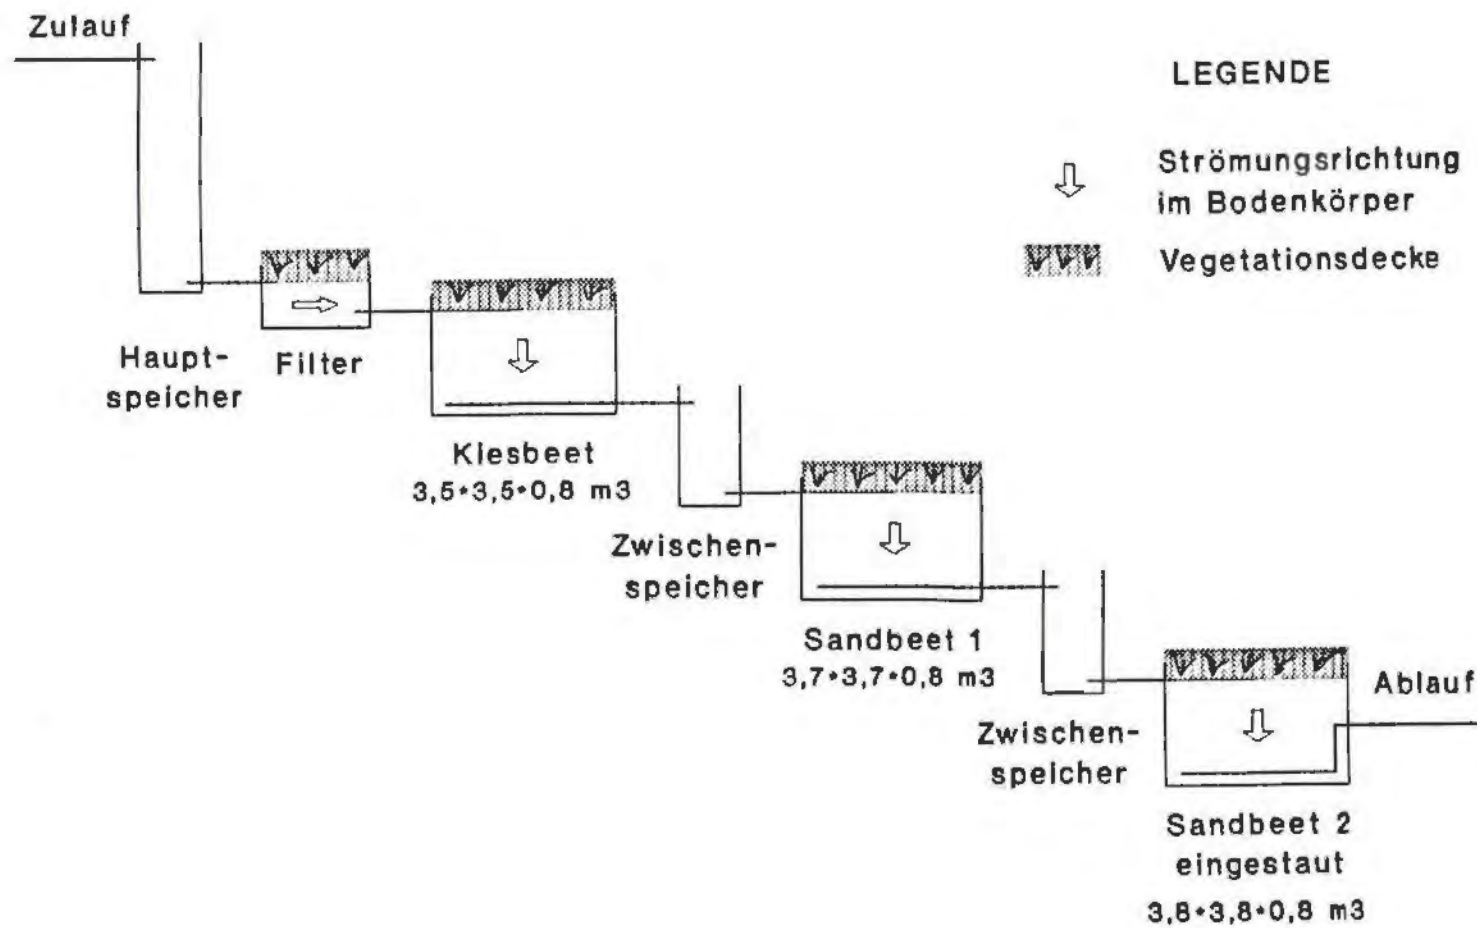 Zulauf
LEGENDE
Strömungsrichtung
im Bodenkörper
Vegetationsdecke
Haupt-
speicher
Filter
Kiesbeet
3,5*3,5*0,8 m3
Zwischen-
speicher
Sandbeet 1
3,7*3,7*0,8 m3
Zwischen-
speicher
Ablauf
Sandbeet 2
eingestaut
3,8*3,8*0,8 m3